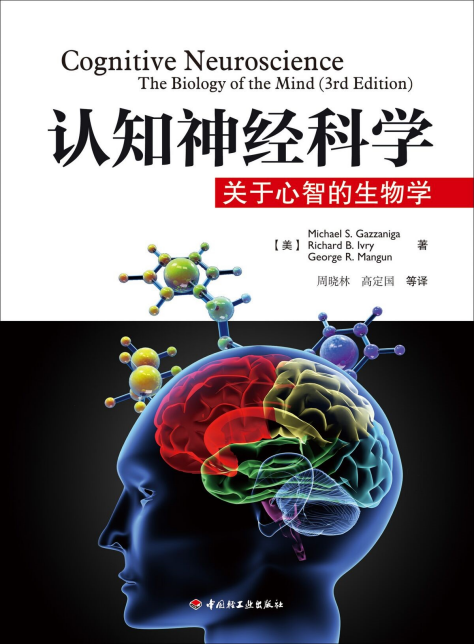 Cognitive Neuroscience
The Biology of the Mind (3rd Edition)
认知神经科学
关于心智的生物学
Michael S. Gazzaniga
【美】 Richard B. Ivry 著
George R. Mangun
周晓林 高定国 等译
中国轻工业出版社